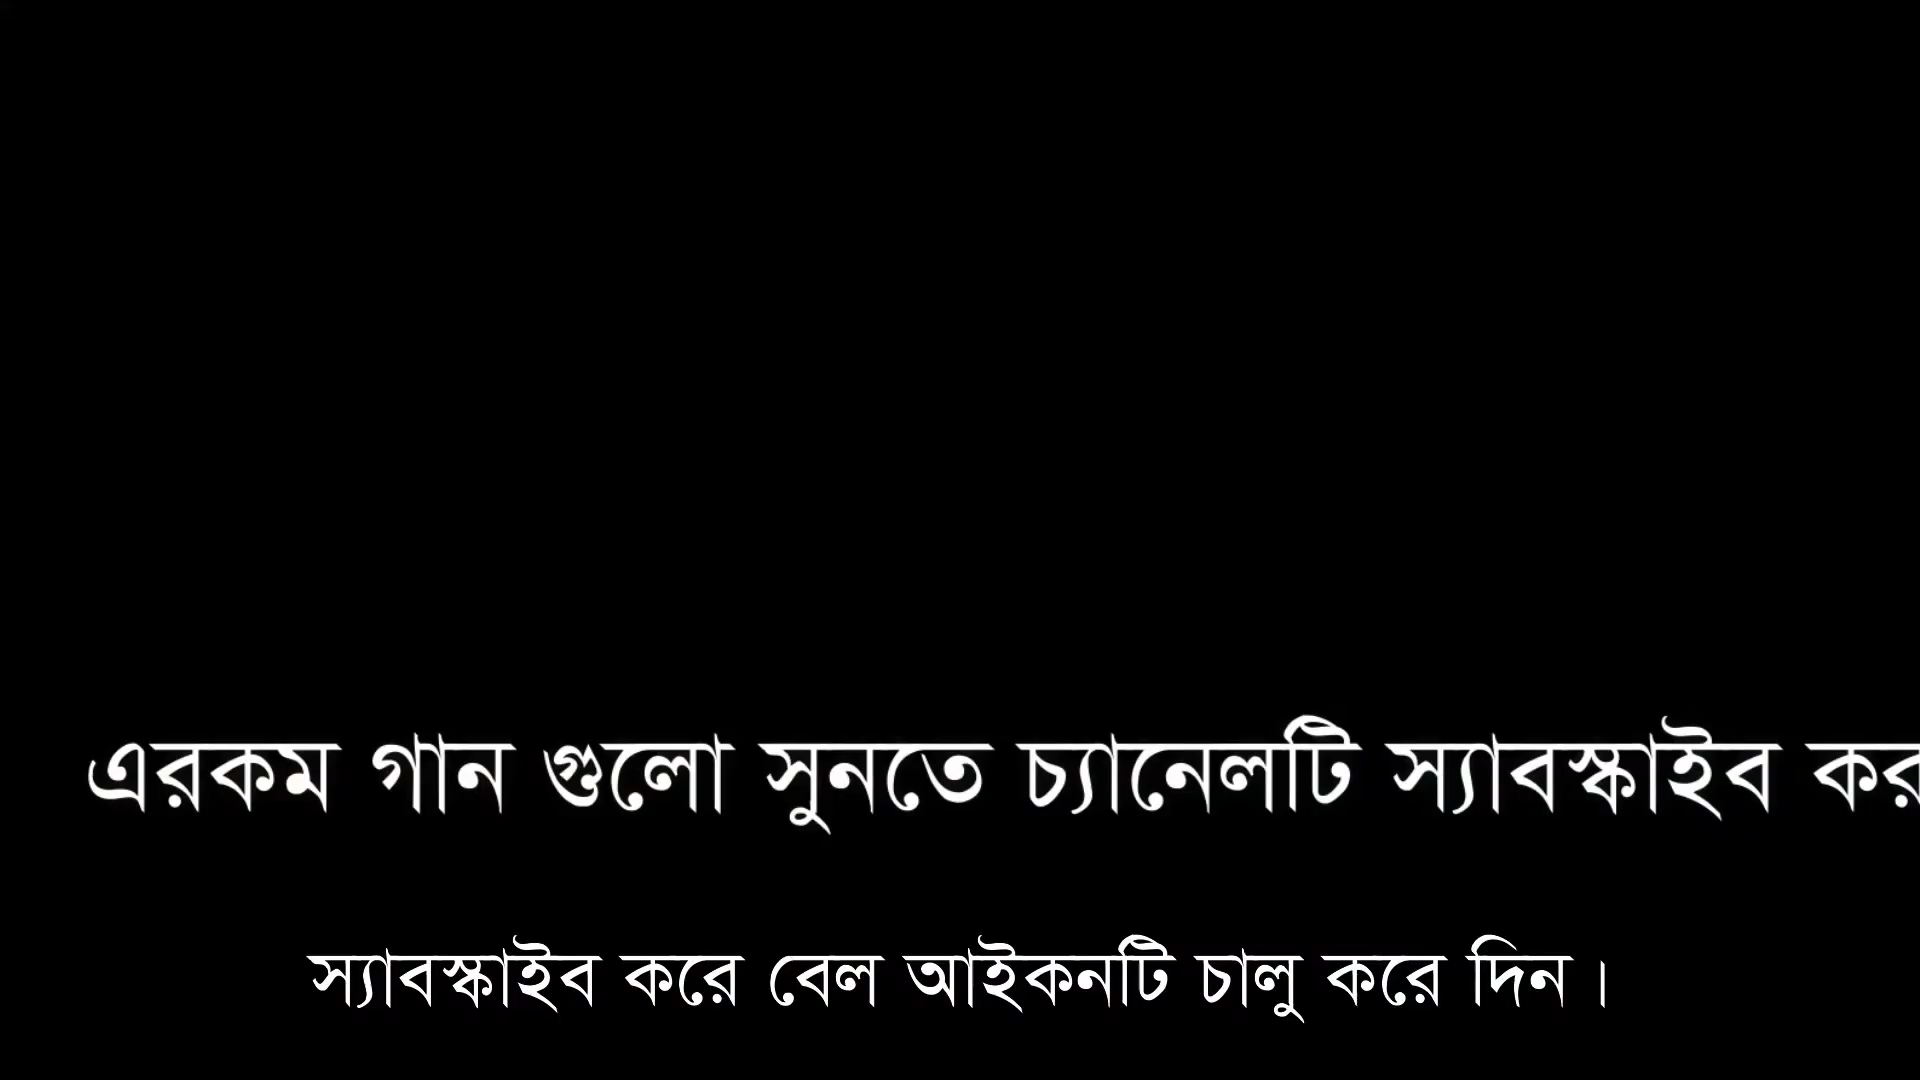 এরকম গান গুলো সুনতে চ্যানেলটি স্যাবস্কাইব কর
স্যাবস্কাইব করে বেল আইকনটি চালু করে দিন।